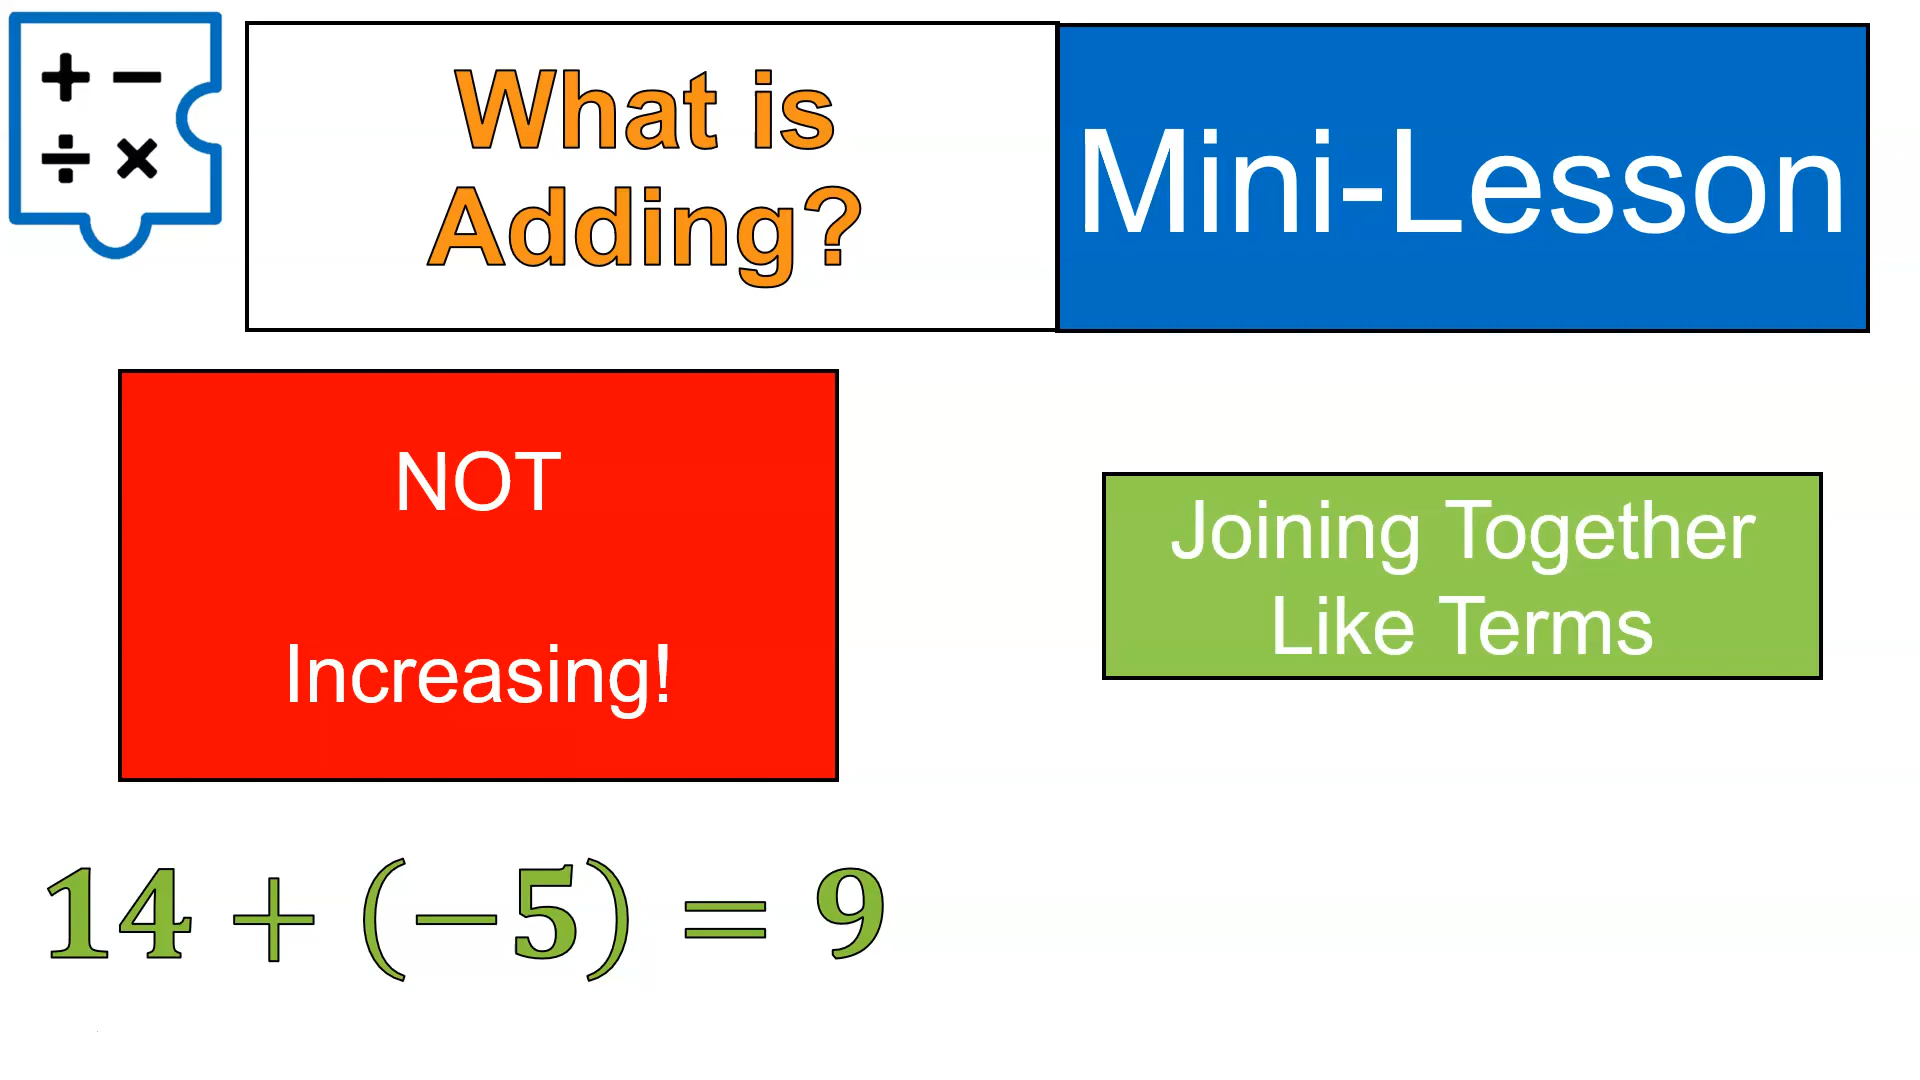 + −
÷ ×
What is
Adding?
Mini-Lesson
NOT
Increasing!
Joining Together
Like Terms
14 + (−5) = 9